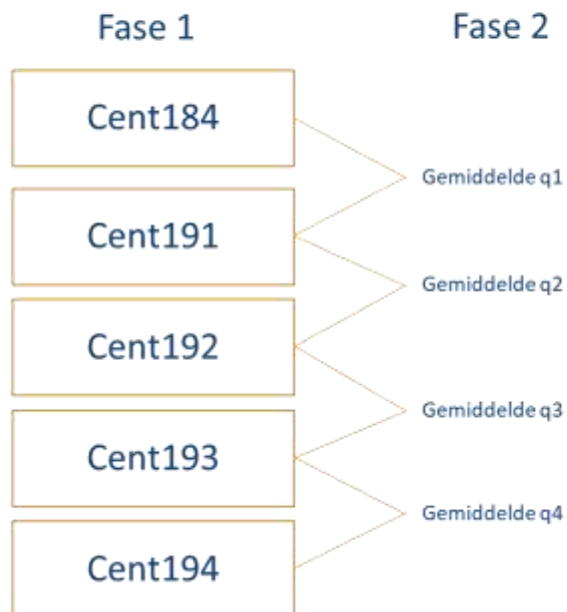 Fase 1
Fase 2
Cent184
Gemiddelde q1
Cent191
Gemiddelde q2
Cent192
Gemiddelde q3
Cent193
Gemiddelde q4
Cent194